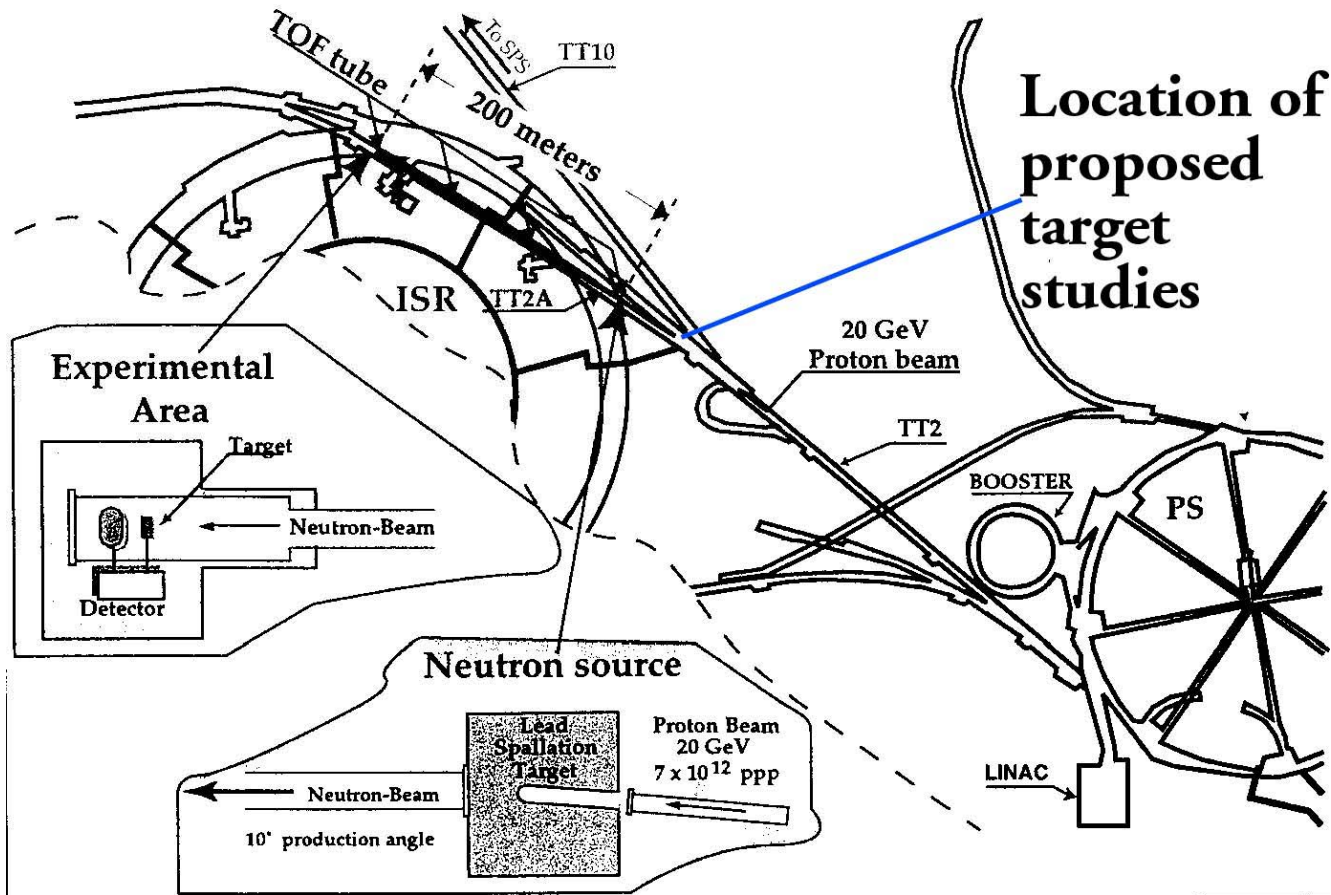 To SPS
TT10
TOF tube
200 meters
Location of
proposed
target
studies
ISR
TT2A
20 GeV
Proton beam
Experimental
Area
Target
TT2
BOOSTER
PS
Neutron-Beam
Detector
Neutron source
Lead
Spallation
Target
Proton Beam
20 GeV
7 x 10¹² ppp
LINAC
Neutron-Beam
10° production angle